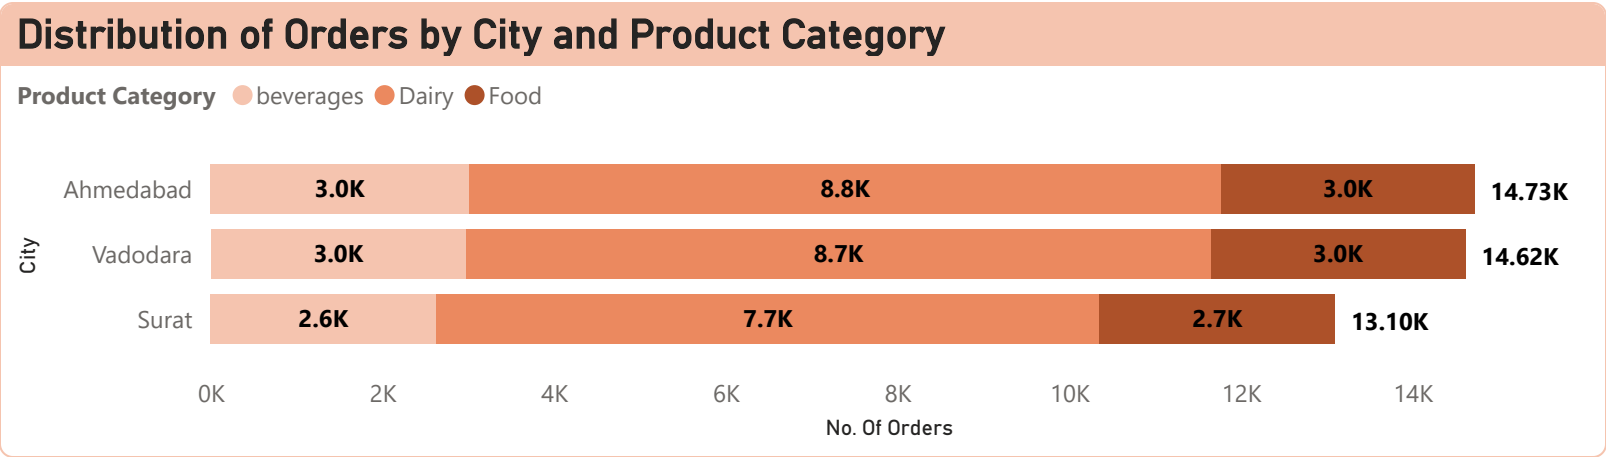 Distribution of Orders by City and Product Category
Product Category beverages Dairy Food
Ahmedabad 3.0K 8.8K 3.0K 14.73K
Vadodara 3.0K 8.7K 3.0K 14.62K
Surat 2.6K 7.7K 2.7K 13.10K
City
0K 2K 4K 6K 8K 10K 12K 14K
No. Of Orders